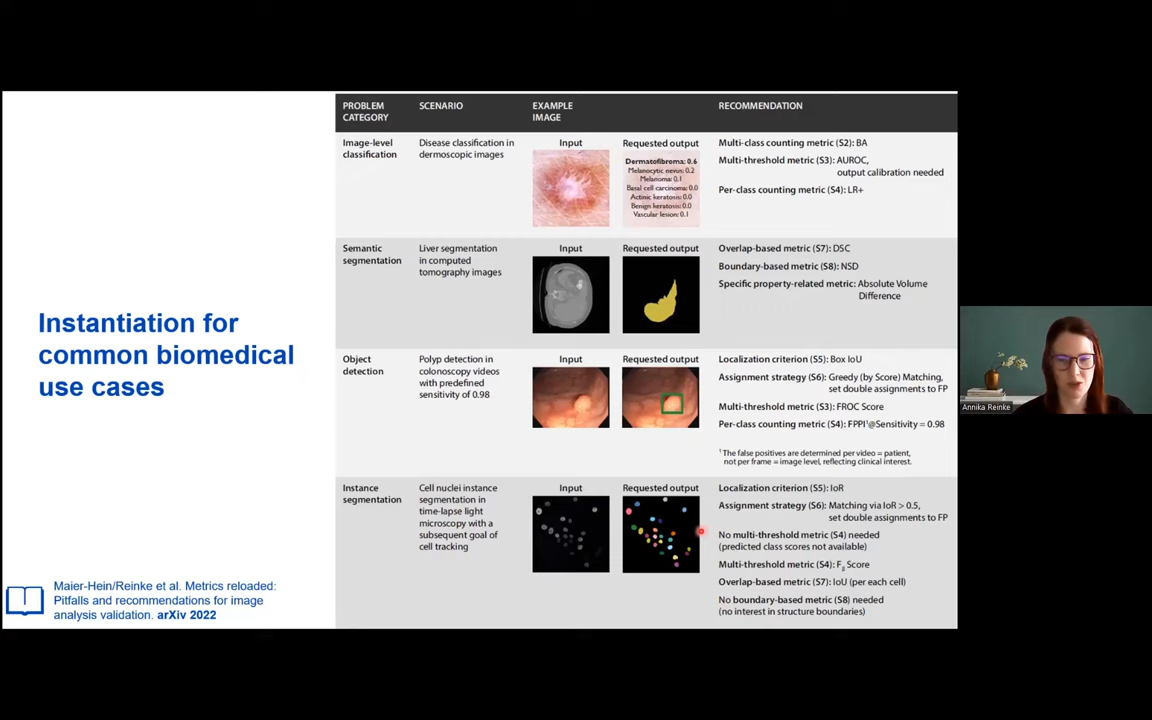 Instantiation for
common biomedical
use cases
Maier-Hein/Reinke et al. Metrics reloaded:
Pitfalls and recommendations for image
analysis validation. arXiv 2022
PROBLEM
CATEGORY
SCENARIO
EXAMPLE
IMAGE
RECOMMENDATION
Image-level
classification
Disease classification in
dermoscopic images
Input
Requested output
Dermatofibroma: 0.6
Melanocytic nevus: 0.2
Melanoma: 0.1
Basal cell carcinoma: 0.0
Actinic keratosis: 0.0
Benign keratosis: 0.0
Vascular lesion: 0.1
Multi-class counting metric (S2): BA
Multi-threshold metric (S3): AUROC,
output calibration needed
Per-class counting metric (S4): LR+
Semantic
segmentation
Liver segmentation
in computed
tomography images
Input
Requested output
Overlap-based metric (S7): DSC
Boundary-based metric (S8): NSD
Specific property-related metric: Absolute Volume
Difference
Object
detection
Polyp detection in
colonoscopy videos
with predefined
sensitivity of 0.98
Input
Requested output
Localization criterion (S5): Box IoU
Assignment strategy (S6): Greedy (by Score) Matching,
set double assignments to FP
Multi-threshold metric (S3): FROC Score
Per-class counting metric (S4): FPPI¹@Sensitivity = 0.98
¹ The false positives are determined per video = patient,
not per frame = image level, reflecting clinical interest.
Instance
segmentation
Cell nuclei instance
segmentation in
time-lapse light
microscopy with a
subsequent goal of
cell tracking
Input
Requested output
Localization criterion (S5): IoR
Assignment strategy (S6): Matching via IoR > 0.5,
set double assignments to FP
No multi-threshold metric (S4) needed
(predicted class scores not available)
Multi-threshold metric (S4): Fβ Score
Overlap-based metric (S7): IoU (per each cell)
No boundary-based metric (S8) needed
(no interest in structure boundaries)
Annika Reinke